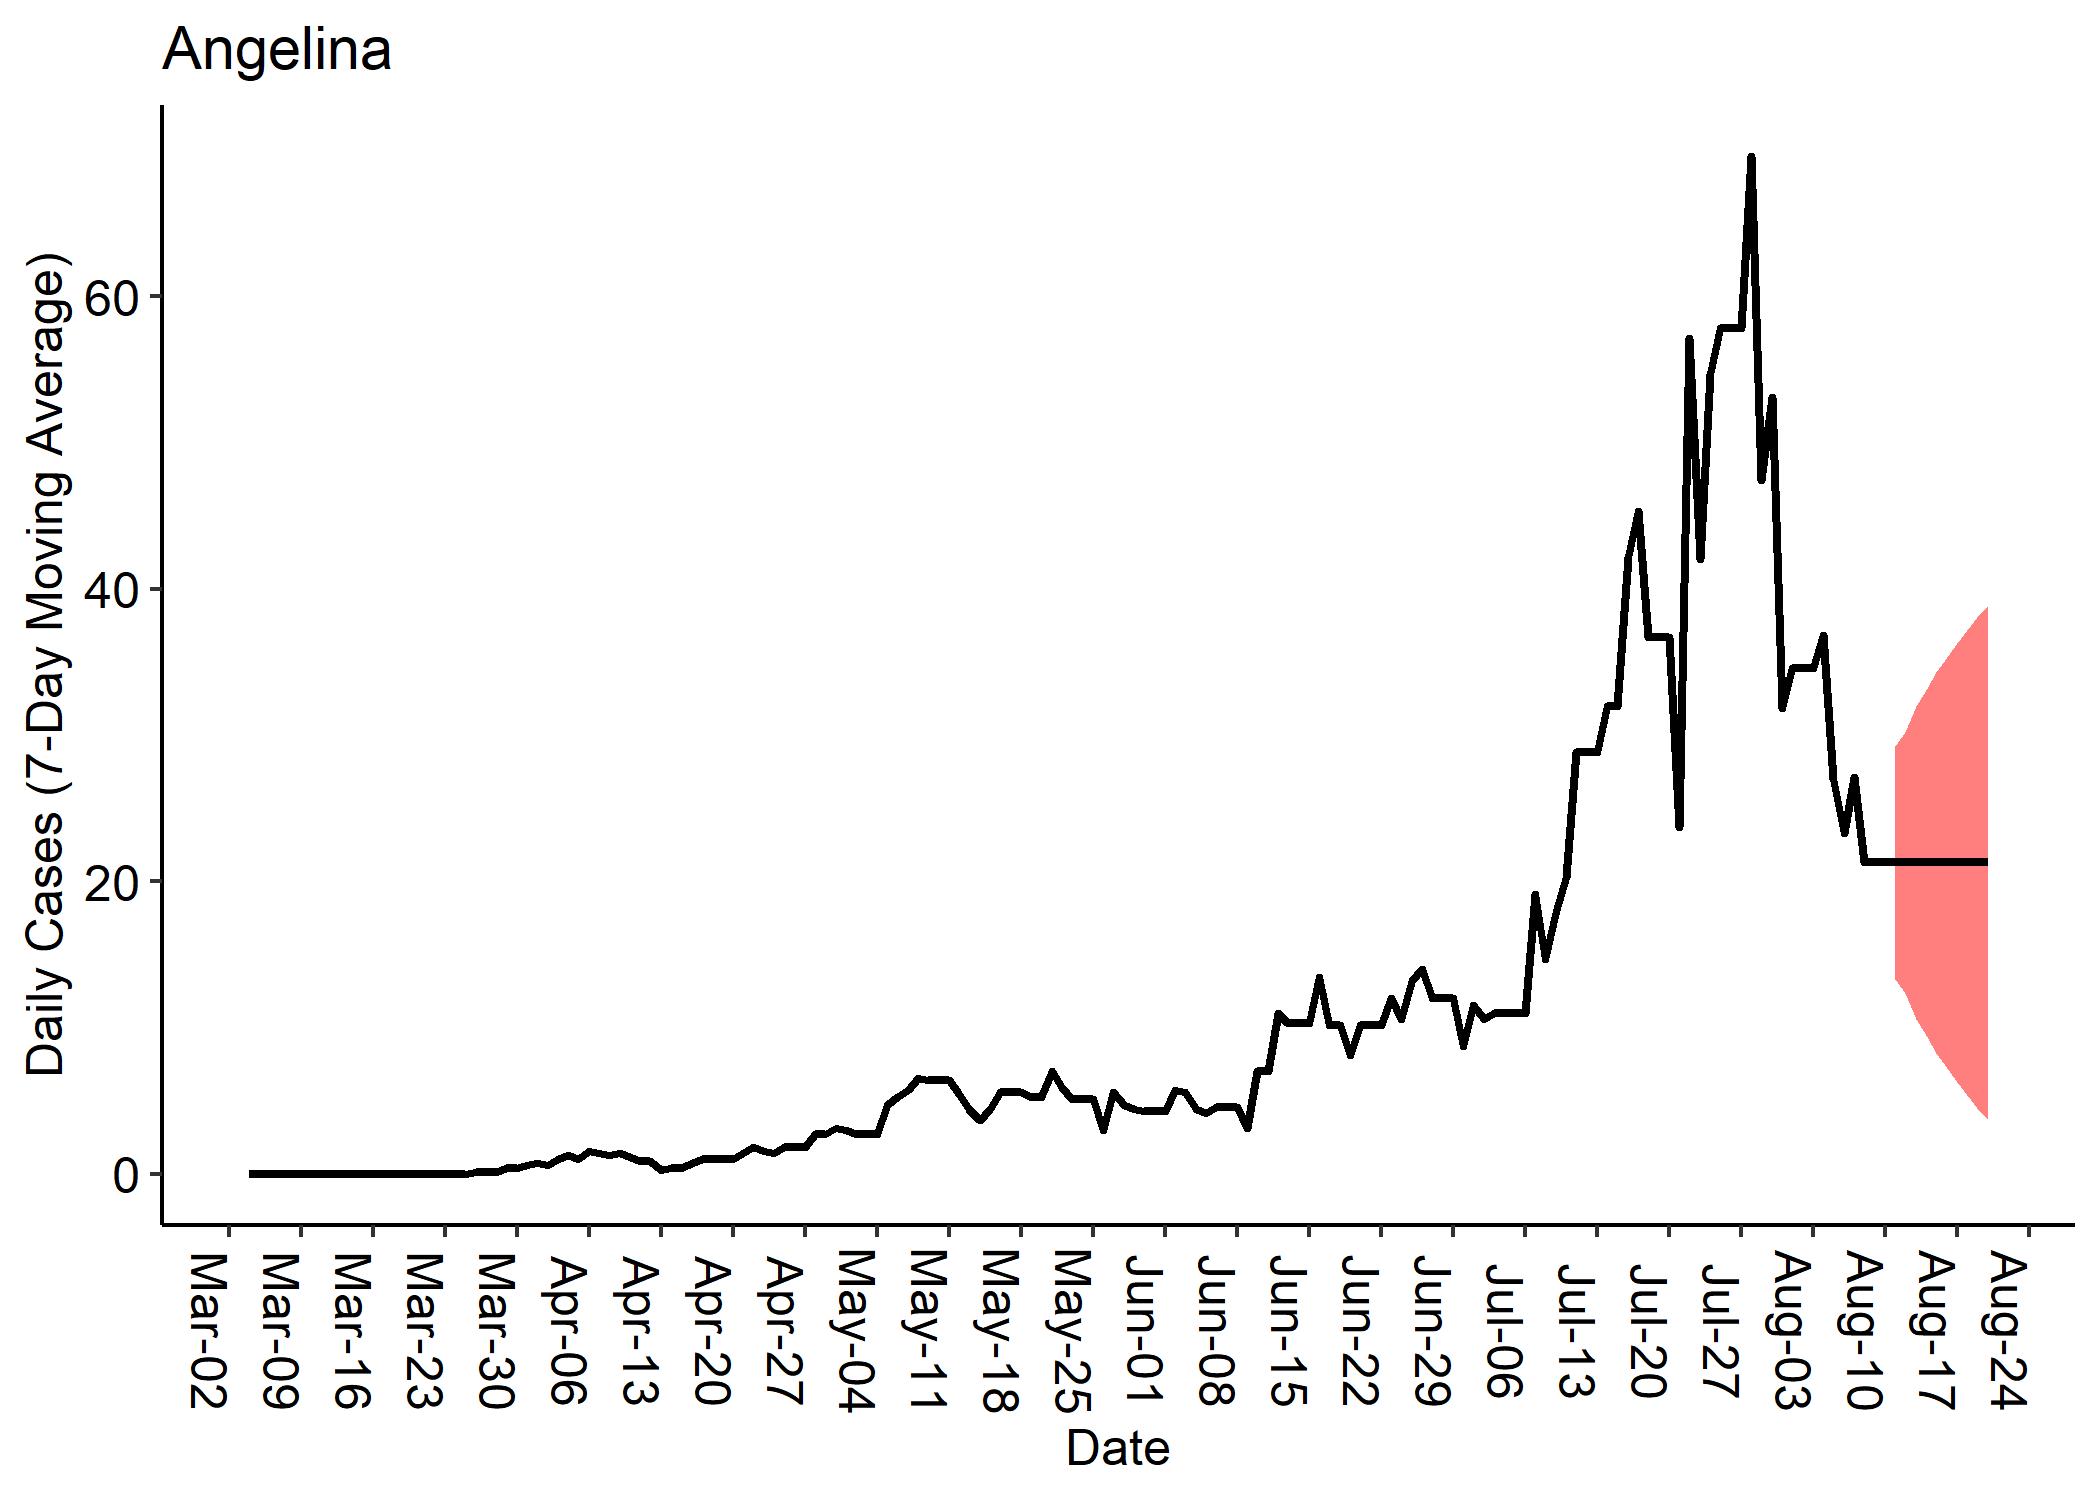 Angelina
Daily Cases (7-Day Moving Average)
60
40
20
0
Mar-02
Mar-09
Mar-16
Mar-23
Mar-30
Apr-06
Apr-13
Apr-20
Apr-27
May-04
May-11
May-18
May-25
Jun-01
Jun-08
Jun-15
Jun-22
Jun-29
Jul-06
Jul-13
Jul-20
Jul-27
Aug-03
Aug-10
Aug-17
Aug-24
Date